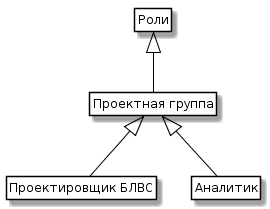 Роли
Проектная группа
Проектировщик БЛВС
Аналитик